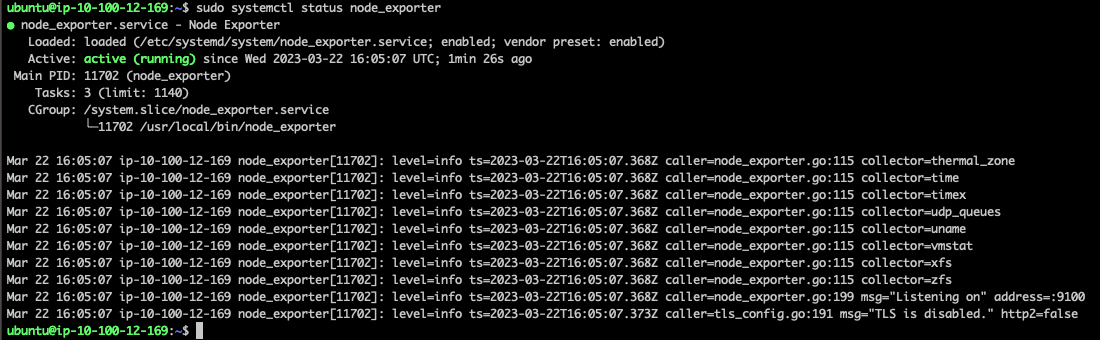 ubuntu@ip-10-100-12-169:~$ sudo systemctl status node_exporter
● node_exporter.service - Node Exporter
   Loaded: loaded (/etc/systemd/system/node_exporter.service; enabled; vendor preset: enabled)
   Active: active (running) since Wed 2023-03-22 16:05:07 UTC; 1min 26s ago
 Main PID: 11702 (node_exporter)
    Tasks: 3 (limit: 1140)
   CGroup: /system.slice/node_exporter.service
           └─11702 /usr/local/bin/node_exporter

Mar 22 16:05:07 ip-10-100-12-169 node_exporter[11702]: level=info ts=2023-03-22T16:05:07.368Z caller=node_exporter.go:115 collector=thermal_zone
Mar 22 16:05:07 ip-10-100-12-169 node_exporter[11702]: level=info ts=2023-03-22T16:05:07.368Z caller=node_exporter.go:115 collector=time
Mar 22 16:05:07 ip-10-100-12-169 node_exporter[11702]: level=info ts=2023-03-22T16:05:07.368Z caller=node_exporter.go:115 collector=timex
Mar 22 16:05:07 ip-10-100-12-169 node_exporter[11702]: level=info ts=2023-03-22T16:05:07.368Z caller=node_exporter.go:115 collector=udp_queues
Mar 22 16:05:07 ip-10-100-12-169 node_exporter[11702]: level=info ts=2023-03-22T16:05:07.368Z caller=node_exporter.go:115 collector=uname
Mar 22 16:05:07 ip-10-100-12-169 node_exporter[11702]: level=info ts=2023-03-22T16:05:07.368Z caller=node_exporter.go:115 collector=vmstat
Mar 22 16:05:07 ip-10-100-12-169 node_exporter[11702]: level=info ts=2023-03-22T16:05:07.368Z caller=node_exporter.go:115 collector=xfs
Mar 22 16:05:07 ip-10-100-12-169 node_exporter[11702]: level=info ts=2023-03-22T16:05:07.368Z caller=node_exporter.go:115 collector=zfs
Mar 22 16:05:07 ip-10-100-12-169 node_exporter[11702]: level=info ts=2023-03-22T16:05:07.368Z caller=node_exporter.go:199 msg="Listening on" address=:9100
Mar 22 16:05:07 ip-10-100-12-169 node_exporter[11702]: level=info ts=2023-03-22T16:05:07.373Z caller=tls_config.go:191 msg="TLS is disabled." http2=false
ubuntu@ip-10-100-12-169:~$